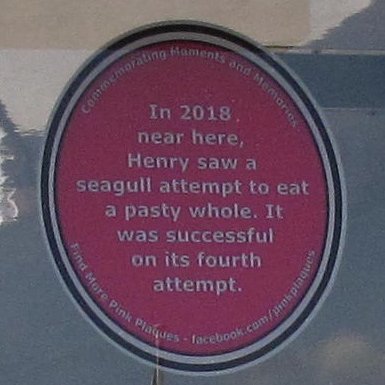 Commemorating Moments and Memories
In 2018
near here,
Henry saw a
seagull attempt to eat
a pasty whole. It
was successful
on its fourth
attempt.
Find More Pink Plaques - facebook.com/pinkplaques